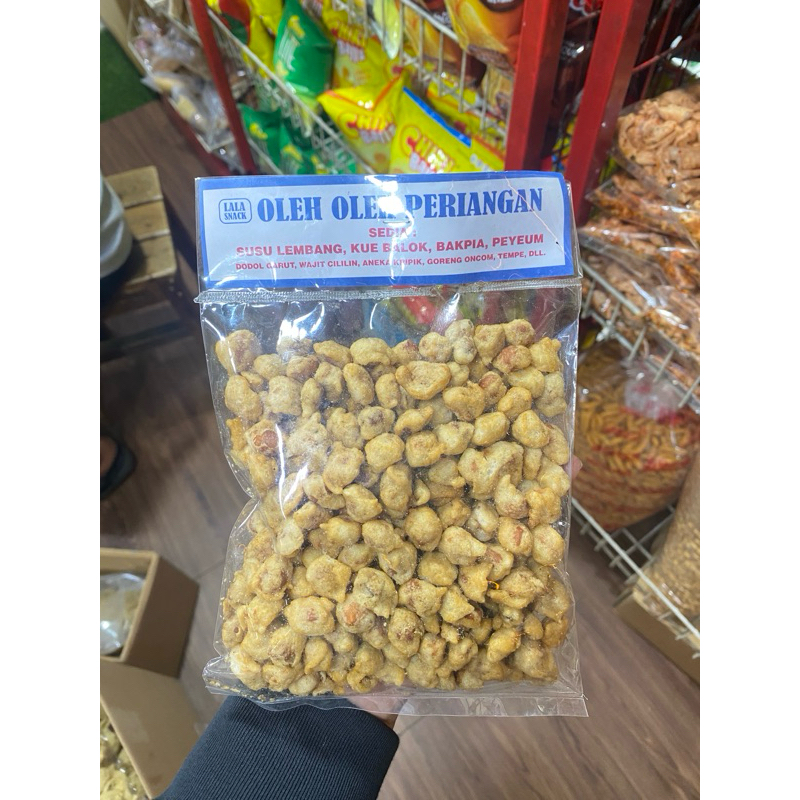 LALA
SNACK
OLEH OLEH PERIANGAN
SEDIA :
SUSU LEMBANG, KUE BALOK, BAKPIA, PEYEUM
DODOL GARUT, WAJIT CILILIN, ANEKA KRIPIK, GORENG ONCOM, TEMPE, DLL.